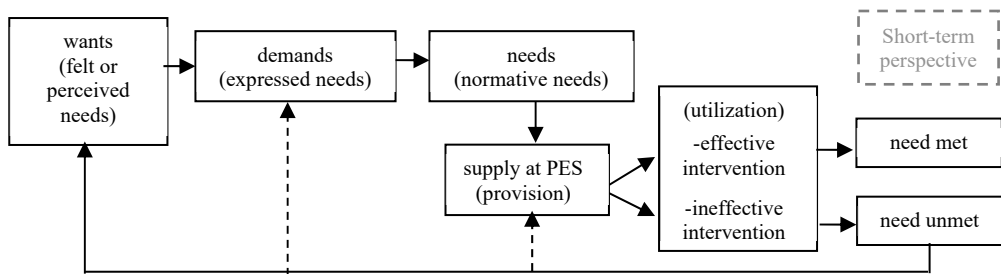 wants
(felt or
perceived
needs)
demands
(expressed needs)
needs
(normative needs)
Short-term
perspective
supply at PES
(provision)
(utilization)
-effective
intervention
-ineffective
intervention
need met
need unmet